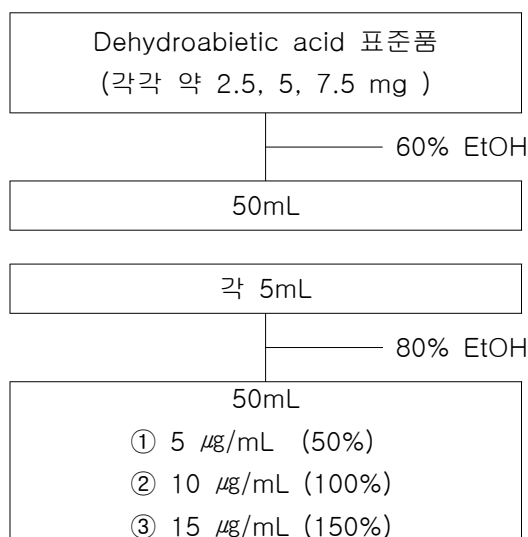 Dehydroabietic acid 표준품
(각각 약 2.5, 5, 7.5 mg )
60% EtOH
50mL
각 5mL
80% EtOH
50mL
① 5 ㎍/mL (50%)
② 10 ㎍/mL (100%)
③ 15 ㎍/mL (150%)